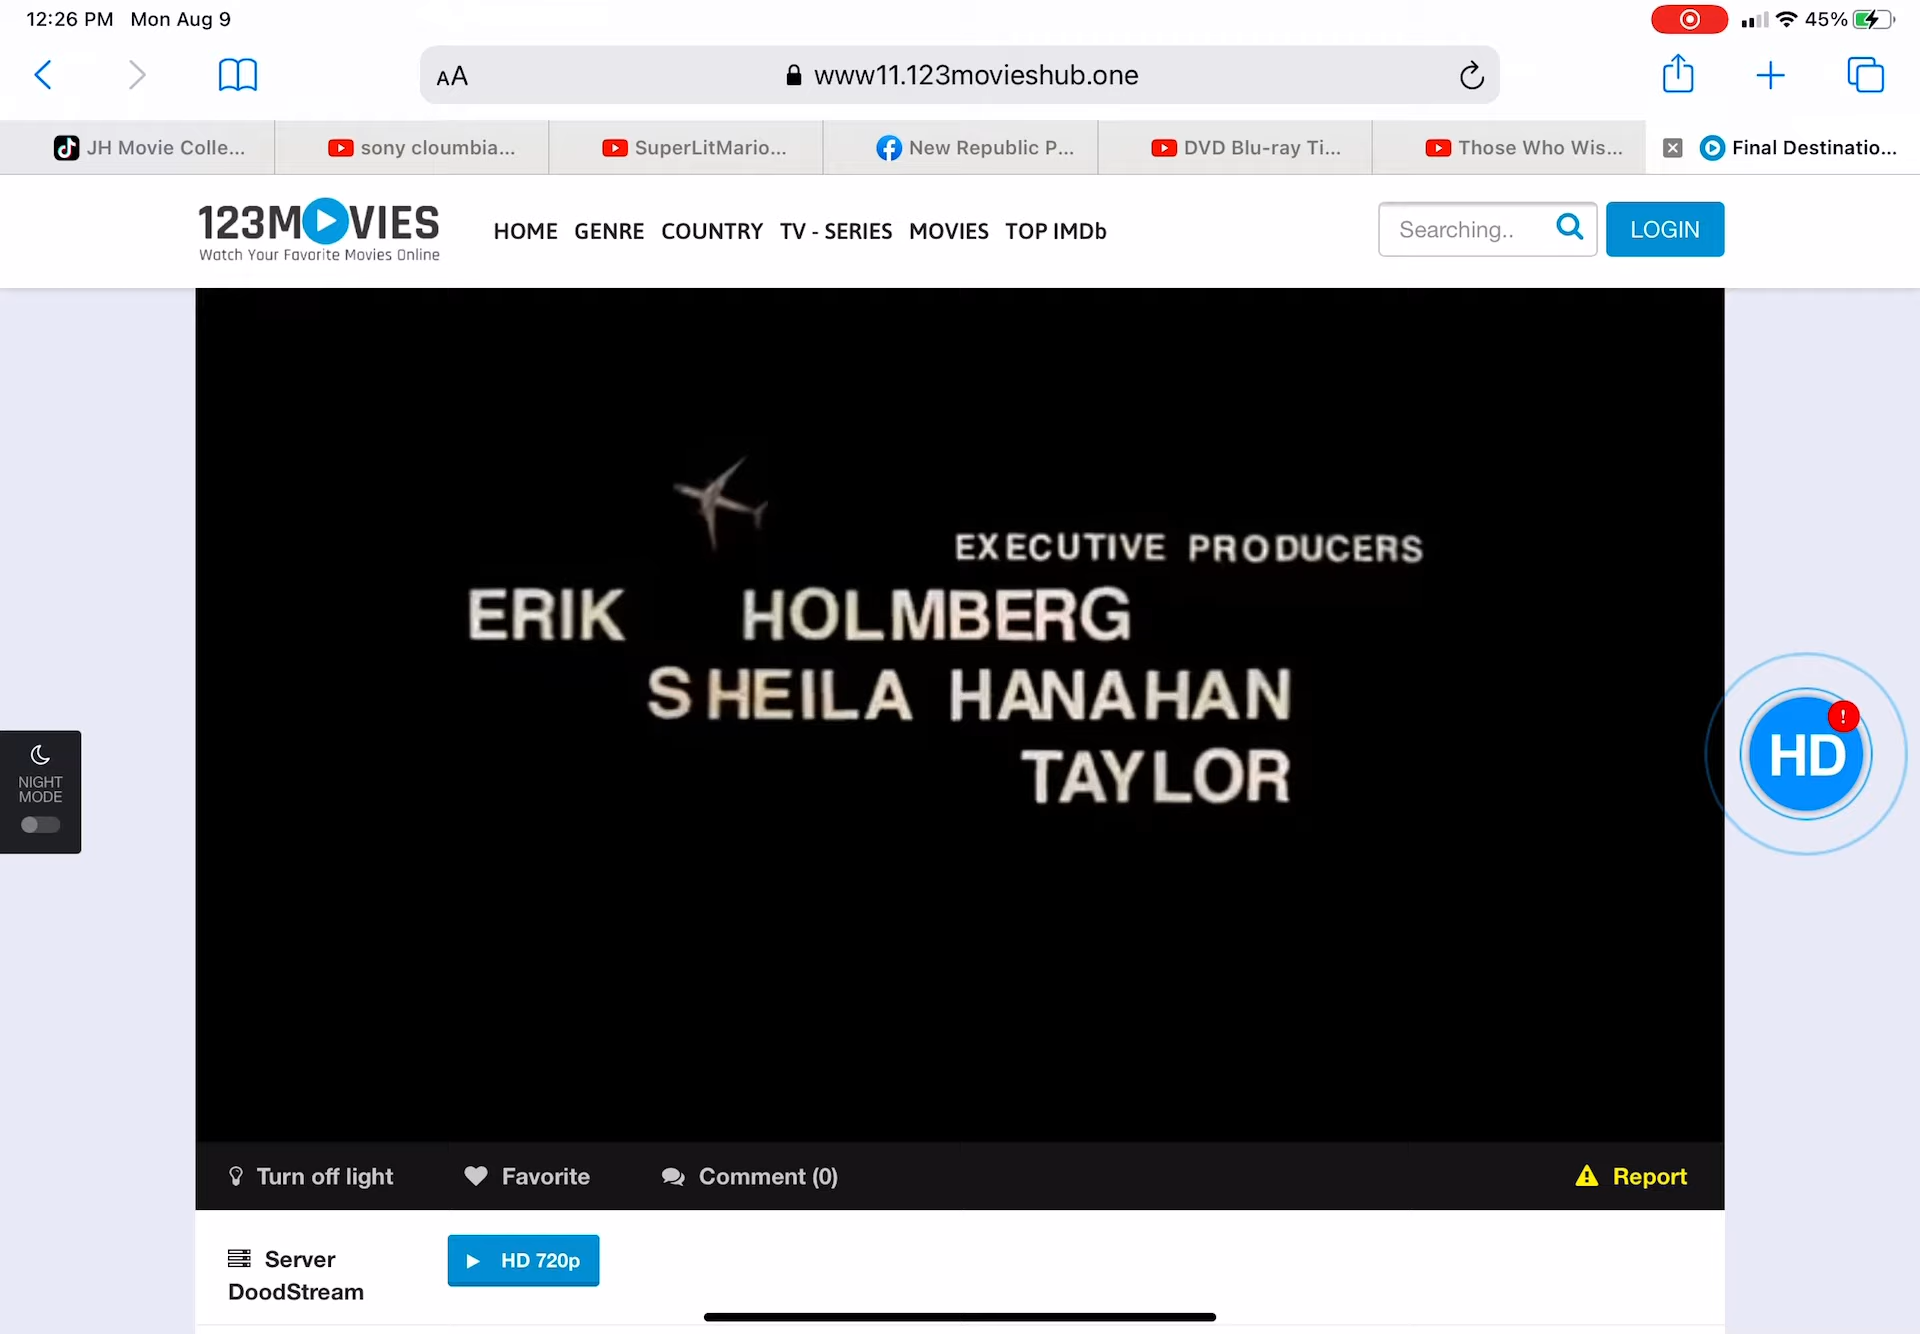 12:26 PM Mon Aug 9
45%
AA www11.123movieshub.one
JH Movie Colle... sony cloumbia... SuperLitMario... New Republic P... DVD Blu-ray Ti... Those Who Wis... Final Destinatio...
123MOVIES
Watch Your Favorite Movies Online
HOME GENRE COUNTRY TV - SERIES MOVIES TOP IMDb
Searching..
LOGIN
EXECUTIVE PRODUCERS
ERIK HOLMBERG
SHEILA HANAHAN
TAYLOR
NIGHT
MODE
HD
!
Turn off light Favorite Comment (0) Report
Server
DoodStream
HD 720p